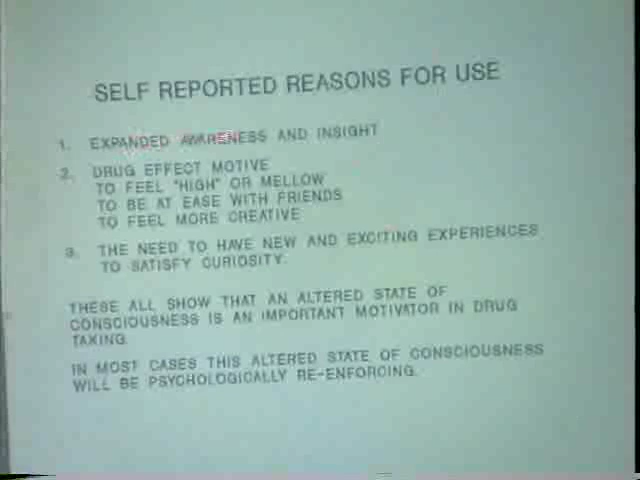 SELF REPORTED REASONS FOR USE
1. EXPANDED AWARENESS AND INSIGHT
2. DRUG EFFECT MOTIVE
TO FEEL "HIGH" OR MELLOW
TO BE AT EASE WITH FRIENDS
TO FEEL MORE CREATIVE
3. THE NEED TO HAVE NEW AND EXCITING EXPERIENCES
TO SATISFY CURIOSITY.
THESE ALL SHOW THAT AN ALTERED STATE OF
CONSCIOUSNESS IS AN IMPORTANT MOTIVATOR IN DRUG
TAKING.
IN MOST CASES THIS ALTERED STATE OF CONSCIOUSNESS
WILL BE PSYCHOLOGICALLY RE-ENFORCING.